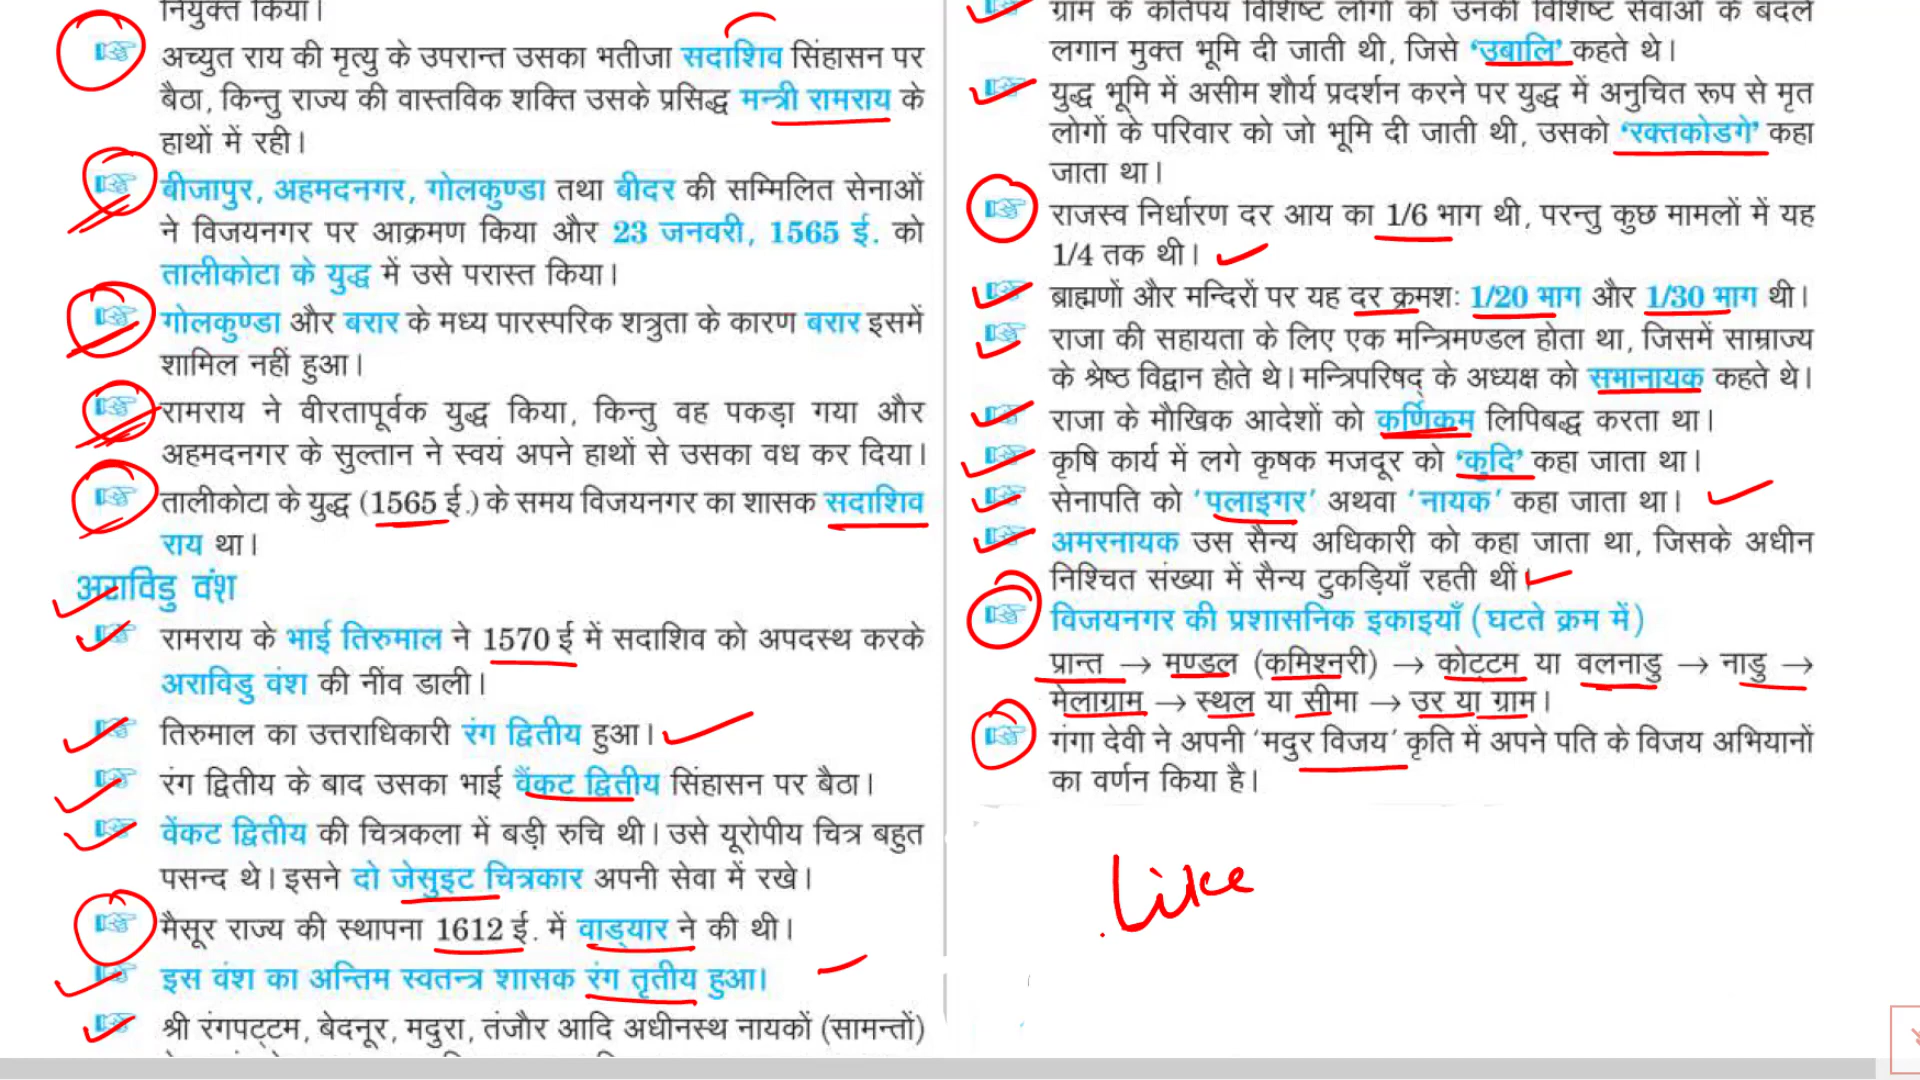 नियुक्त किया।
अच्युत राय की मृत्यु के उपरान्त उसका भतीजा सदाशिव सिंहासन पर
बैठा, किन्तु राज्य की वास्तविक शक्ति उसके प्रसिद्ध मन्त्री रामराय के
हाथों में रही।
बीजापुर, अहमदनगर, गोलकुण्डा तथा बीदर की सम्मिलित सेनाओं
ने विजयनगर पर आक्रमण किया और 23 जनवरी, 1565 ई. को
तालीकोटा के युद्ध में उसे परास्त किया।
गोलकुण्डा और बरार के मध्य पारस्परिक शत्रुता के कारण बरार इसमें
शामिल नहीं हुआ।
रामराय ने वीरतापूर्वक युद्ध किया, किन्तु वह पकड़ा गया और
अहमदनगर के सुल्तान ने स्वयं अपने हाथों से उसका वध कर दिया।
तालीकोटा के युद्ध (1565 ई.) के समय विजयनगर का शासक सदाशिव
राय था।
अराविडु वंश
रामराय के भाई तिरुमाल ने 1570 ई में सदाशिव को अपदस्थ करके
अराविडु वंश की नींव डाली।
तिरुमाल का उत्तराधिकारी रंग द्वितीय हुआ।
रंग द्वितीय के बाद उसका भाई वेंकट द्वितीय सिंहासन पर बैठा।
वेंकट द्वितीय की चित्रकला में बड़ी रुचि थी। उसे यूरोपीय चित्र बहुत
पसन्द थे। इसने दो जेसुइट चित्रकार अपनी सेवा में रखे।
मैसूर राज्य की स्थापना 1612 ई. में वाड्यार ने की थी।
इस वंश का अन्तिम स्वतन्त्र शासक रंग तृतीय हुआ।
श्री रंगपट्टम, बेदनूर, मदुरा, तंजौर आदि अधीनस्थ नायकों (सामन्तों)
ग्राम के कतिपय विशिष्ट लोगों को उनकी विशिष्ट सेवाओं के बदले
लगान मुक्त भूमि दी जाती थी, जिसे ‘उबालि’ कहते थे।
युद्ध भूमि में असीम शौर्य प्रदर्शन करने पर युद्ध में अनुचित रूप से मृत
लोगों के परिवार को जो भूमि दी जाती थी, उसको ‘रक्तकोडगे’ कहा
जाता था।
राजस्व निर्धारण दर आय का 1/6 भाग थी, परन्तु कुछ मामलों में यह
1/4 तक थी।
ब्राह्मणों और मन्दिरों पर यह दर क्रमश: 1/20 भाग और 1/30 भाग थी।
राजा की सहायता के लिए एक मन्त्रिमण्डल होता था, जिसमें साम्राज्य
के श्रेष्ठ विद्वान होते थे। मन्त्रिपरिषद् के अध्यक्ष को समानायक कहते थे।
राजा के मौखिक आदेशों को कर्णिकम लिपिबद्ध करता था।
कृषि कार्य में लगे कृषक मजदूर को ‘कुदि’ कहा जाता था।
सेनापति को ‘पलाइगर’ अथवा ‘नायक’ कहा जाता था।
अमरनायक उस सैन्य अधिकारी को कहा जाता था, जिसके अधीन
निश्चित संख्या में सैन्य टुकड़ियाँ रहती थीं।
विजयनगर की प्रशासनिक इकाइयाँ (घटते क्रम में)
प्रान्त → मण्डल (कमिश्नरी) → कोट्टम या वलनाडु → नाडु →
मेलाग्राम → स्थल या सीमा → उर या ग्राम।
गंगा देवी ने अपनी ‘मदुर विजय’ कृति में अपने पति के विजय अभियानों
का वर्णन किया है।
Like